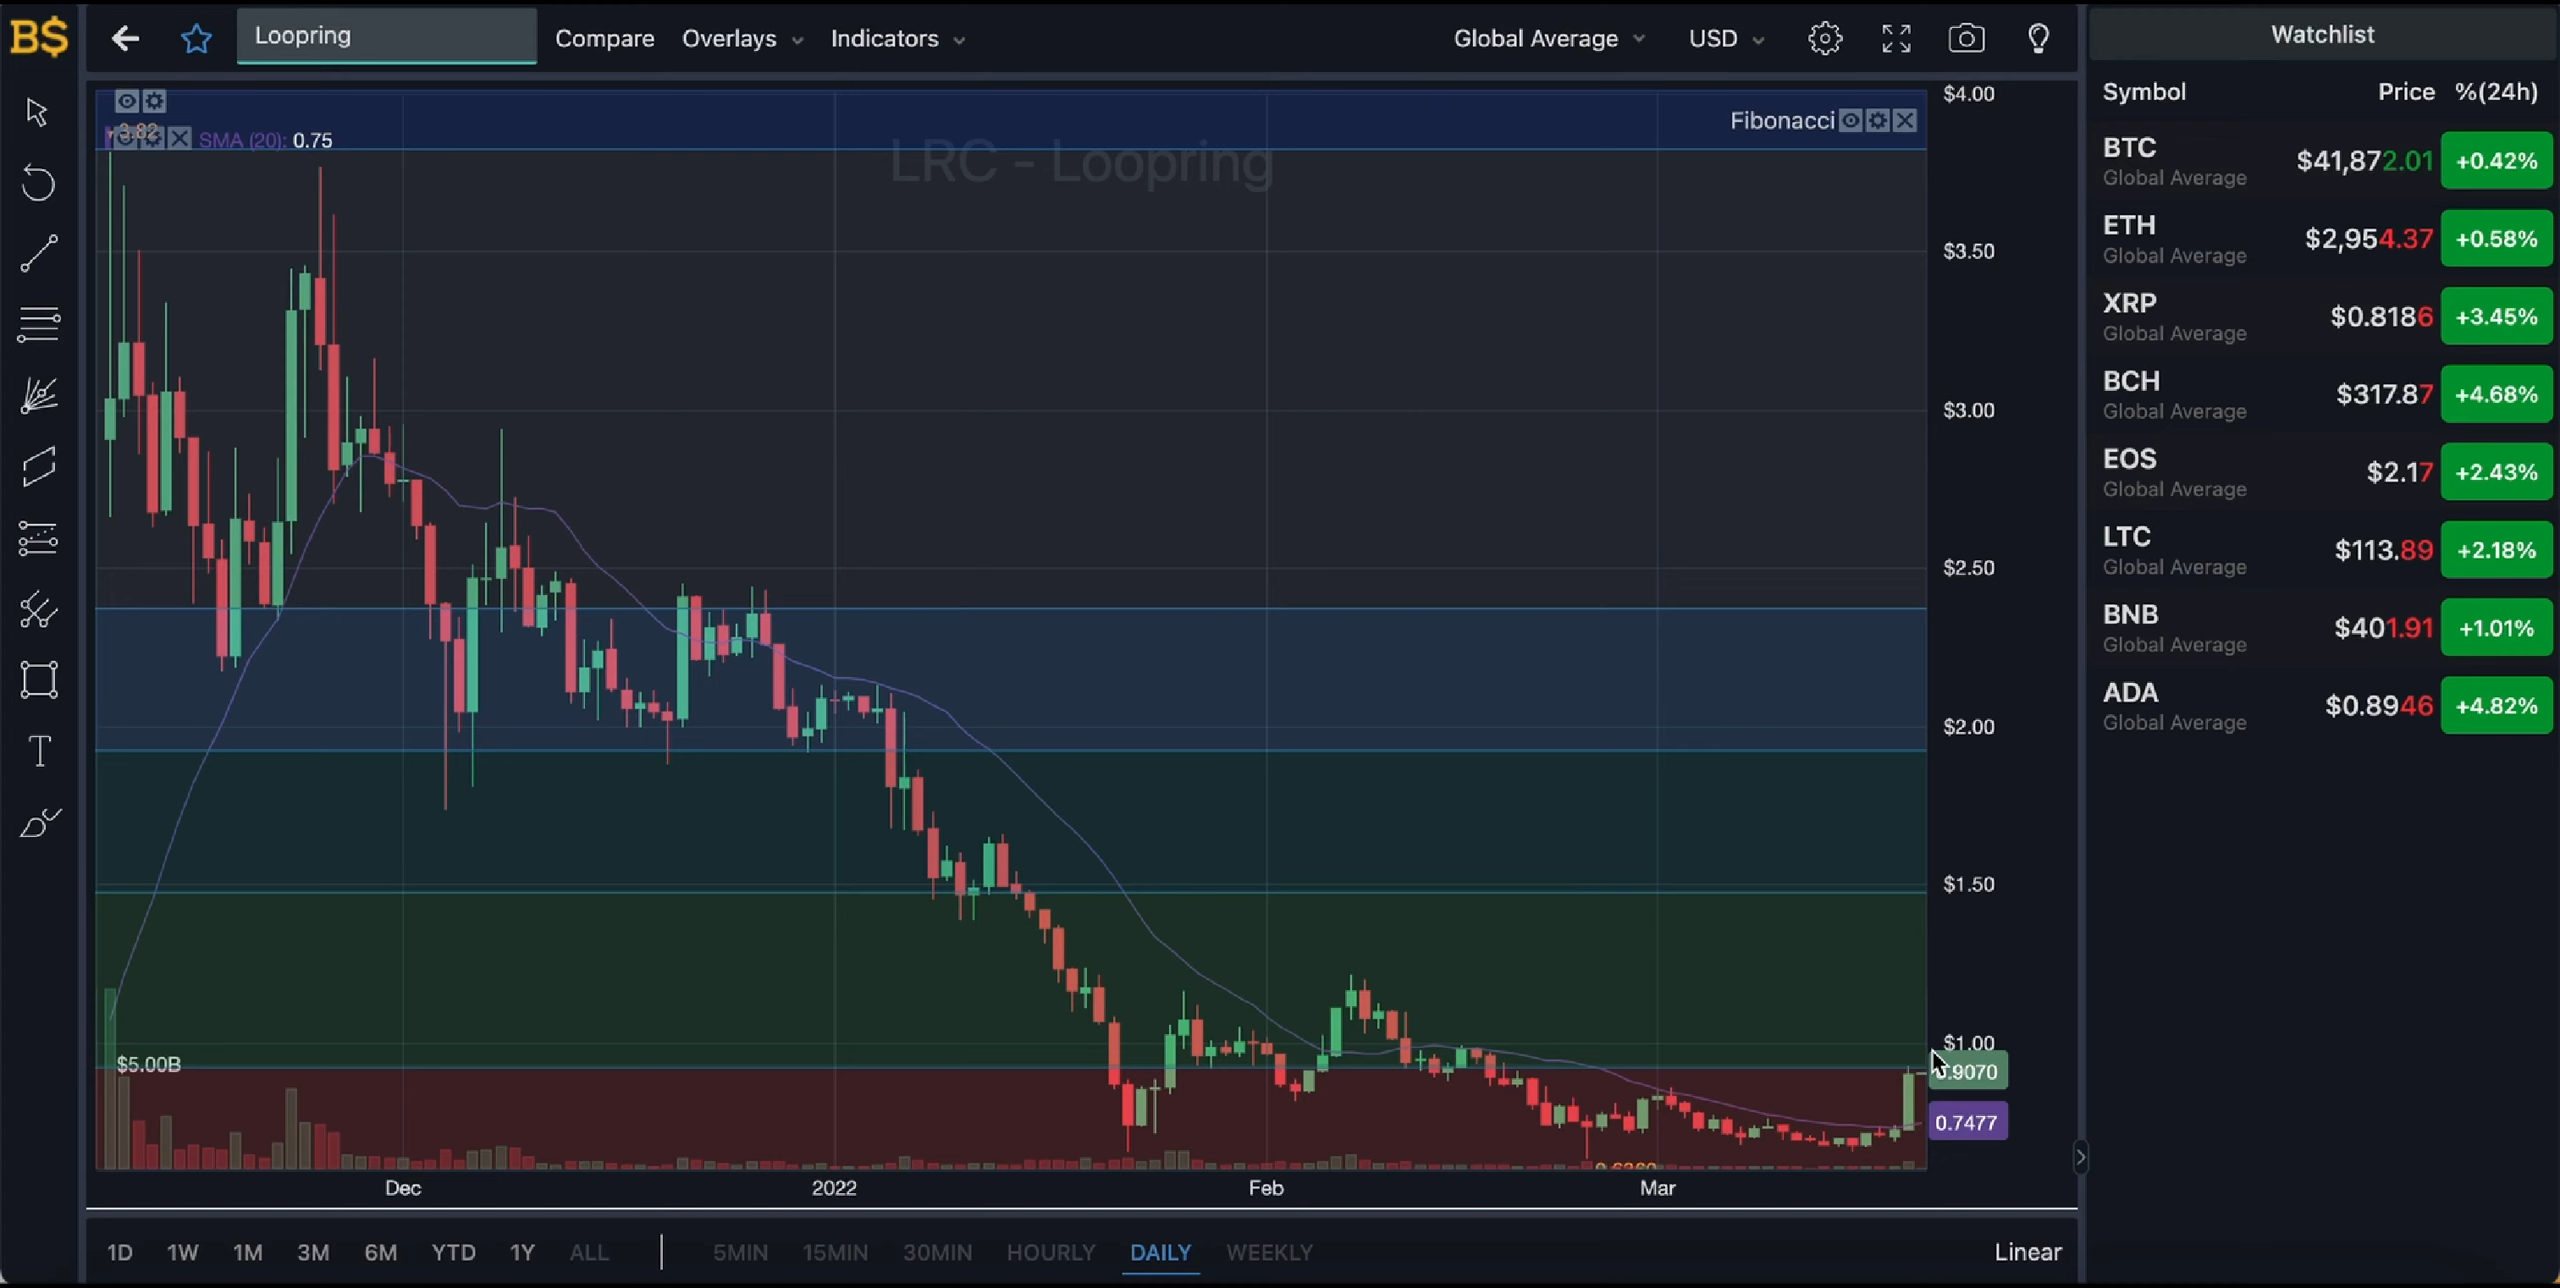 B$
Loopring
Compare
Overlays
Indicators
Global Average
USD
Watchlist
Symbol Price %(24h)
BTC $41,872.01 +0.42%
Global Average
ETH $2,954.37 +0.58%
Global Average
XRP $0.8186 +3.45%
Global Average
BCH $317.87 +4.68%
Global Average
EOS $2.17 +2.43%
Global Average
LTC $113.89 +2.18%
Global Average
BNB $401.91 +1.01%
Global Average
ADA $0.8946 +4.82%
Global Average
3.82
SMA (20): 0.75
LRC - Loopring
Fibonacci
$4.00
$3.50
$3.00
$2.50
$2.00
$1.50
$1.00
0.9070
0.7477
$5.00B
Dec 2022 Feb Mar
1D 1W 1M 3M 6M YTD 1Y ALL
5MIN 15MIN 30MIN HOURLY DAILY WEEKLY
Linear
T